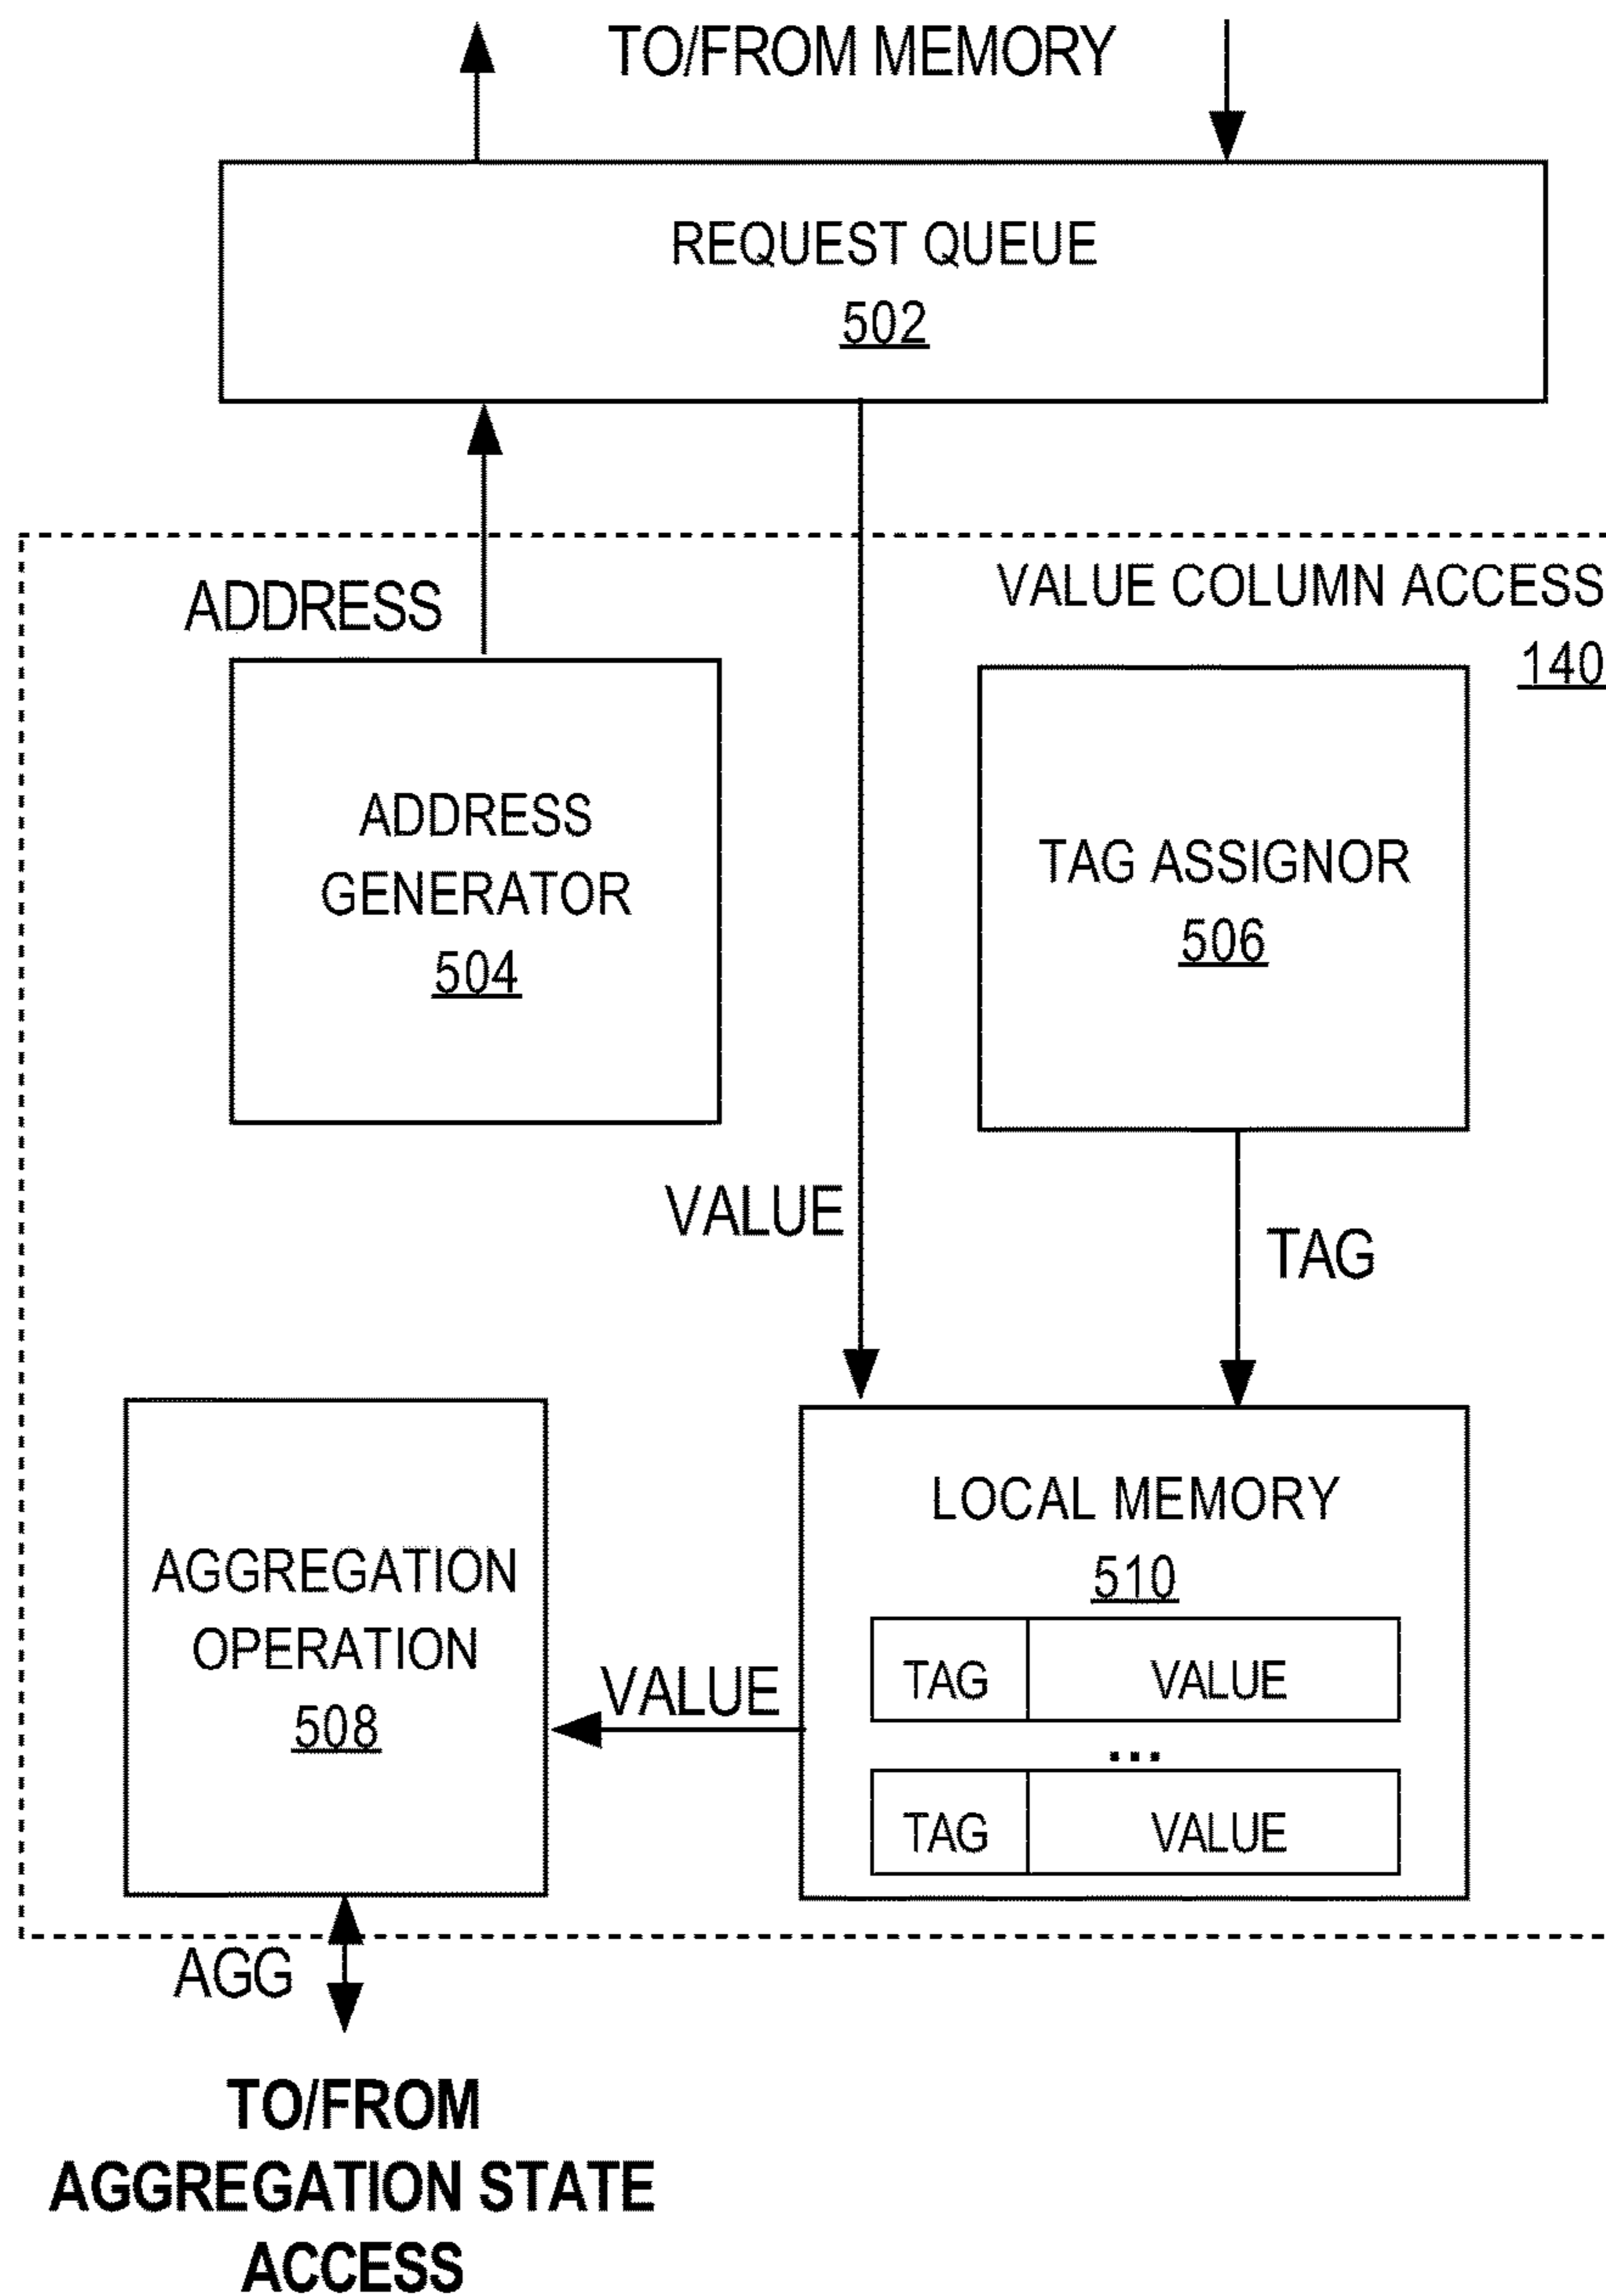 TO/FROM MEMORY
REQUEST QUEUE
502
ADDRESS
VALUE COLUMN ACCESS
140
ADDRESS
GENERATOR
504
TAG ASSIGNOR
506
VALUE
TAG
LOCAL MEMORY
510
TAG VALUE
...
TAG VALUE
AGGREGATION
OPERATION
508
VALUE
AGG
TO/FROM
AGGREGATION STATE
ACCESS